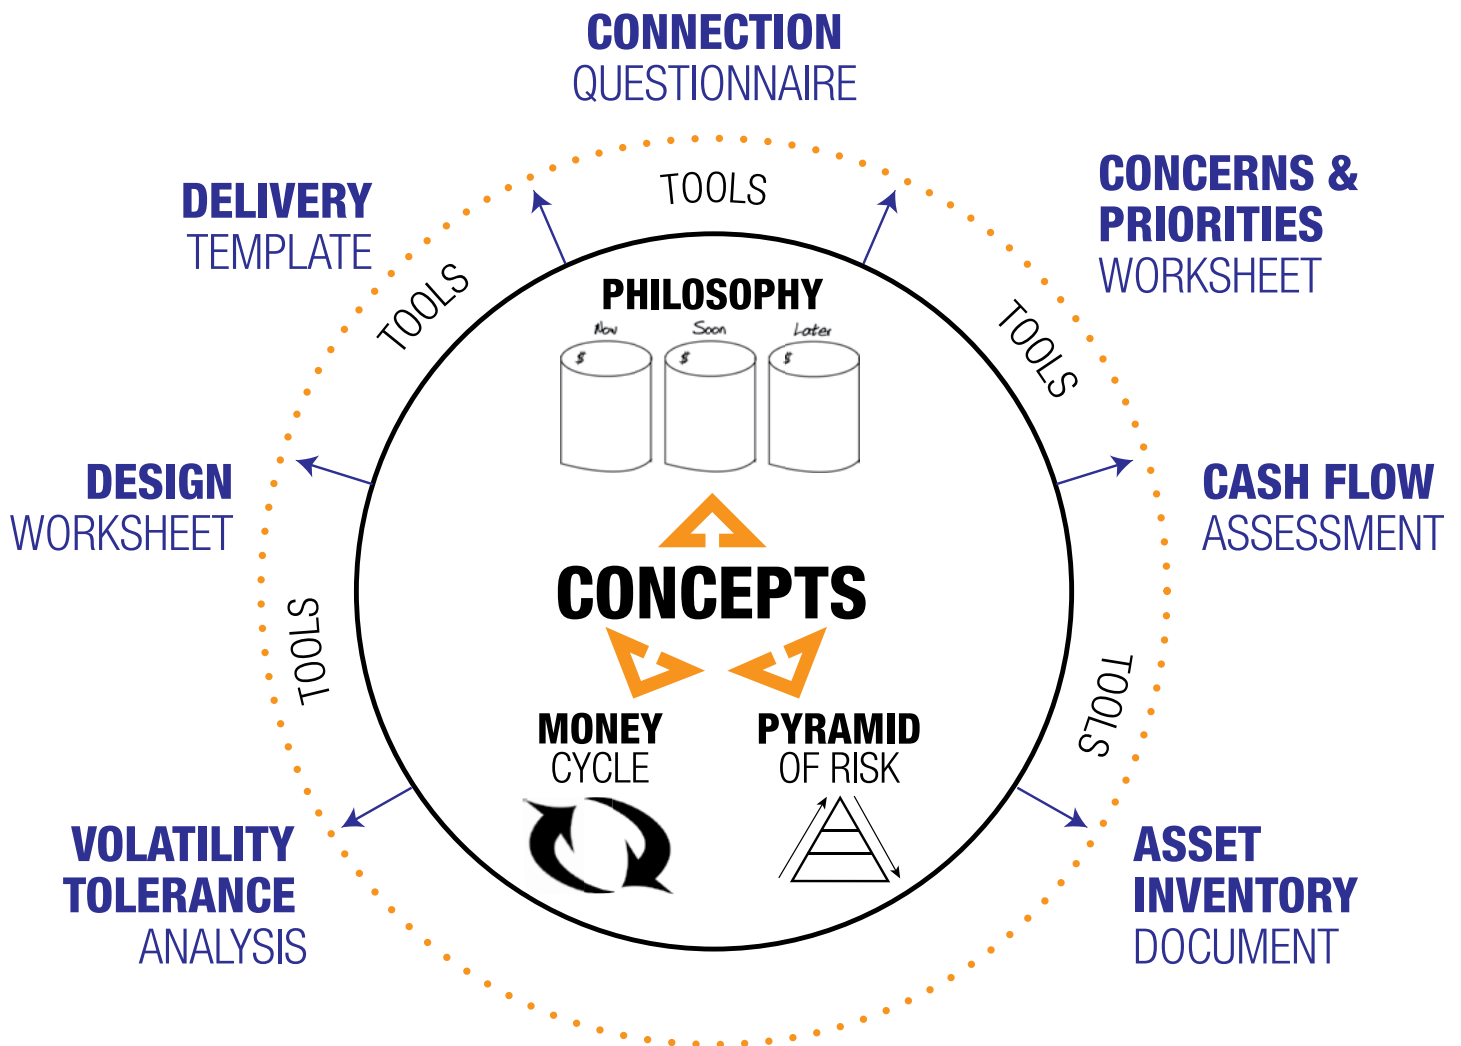 CONNECTION
QUESTIONNAIRE
DELIVERY
TEMPLATE
TOOLS
CONCERNS &
PRIORITIES
WORKSHEET
TOOLS
TOOLS
PHILOSOPHY
Now Soon Later
$ $ $
DESIGN
WORKSHEET
CASH FLOW
ASSESSMENT
CONCEPTS
TOOLS
TOOLS
MONEY
CYCLE
PYRAMID
OF RISK
VOLATILITY
TOLERANCE
ANALYSIS
ASSET
INVENTORY
DOCUMENT